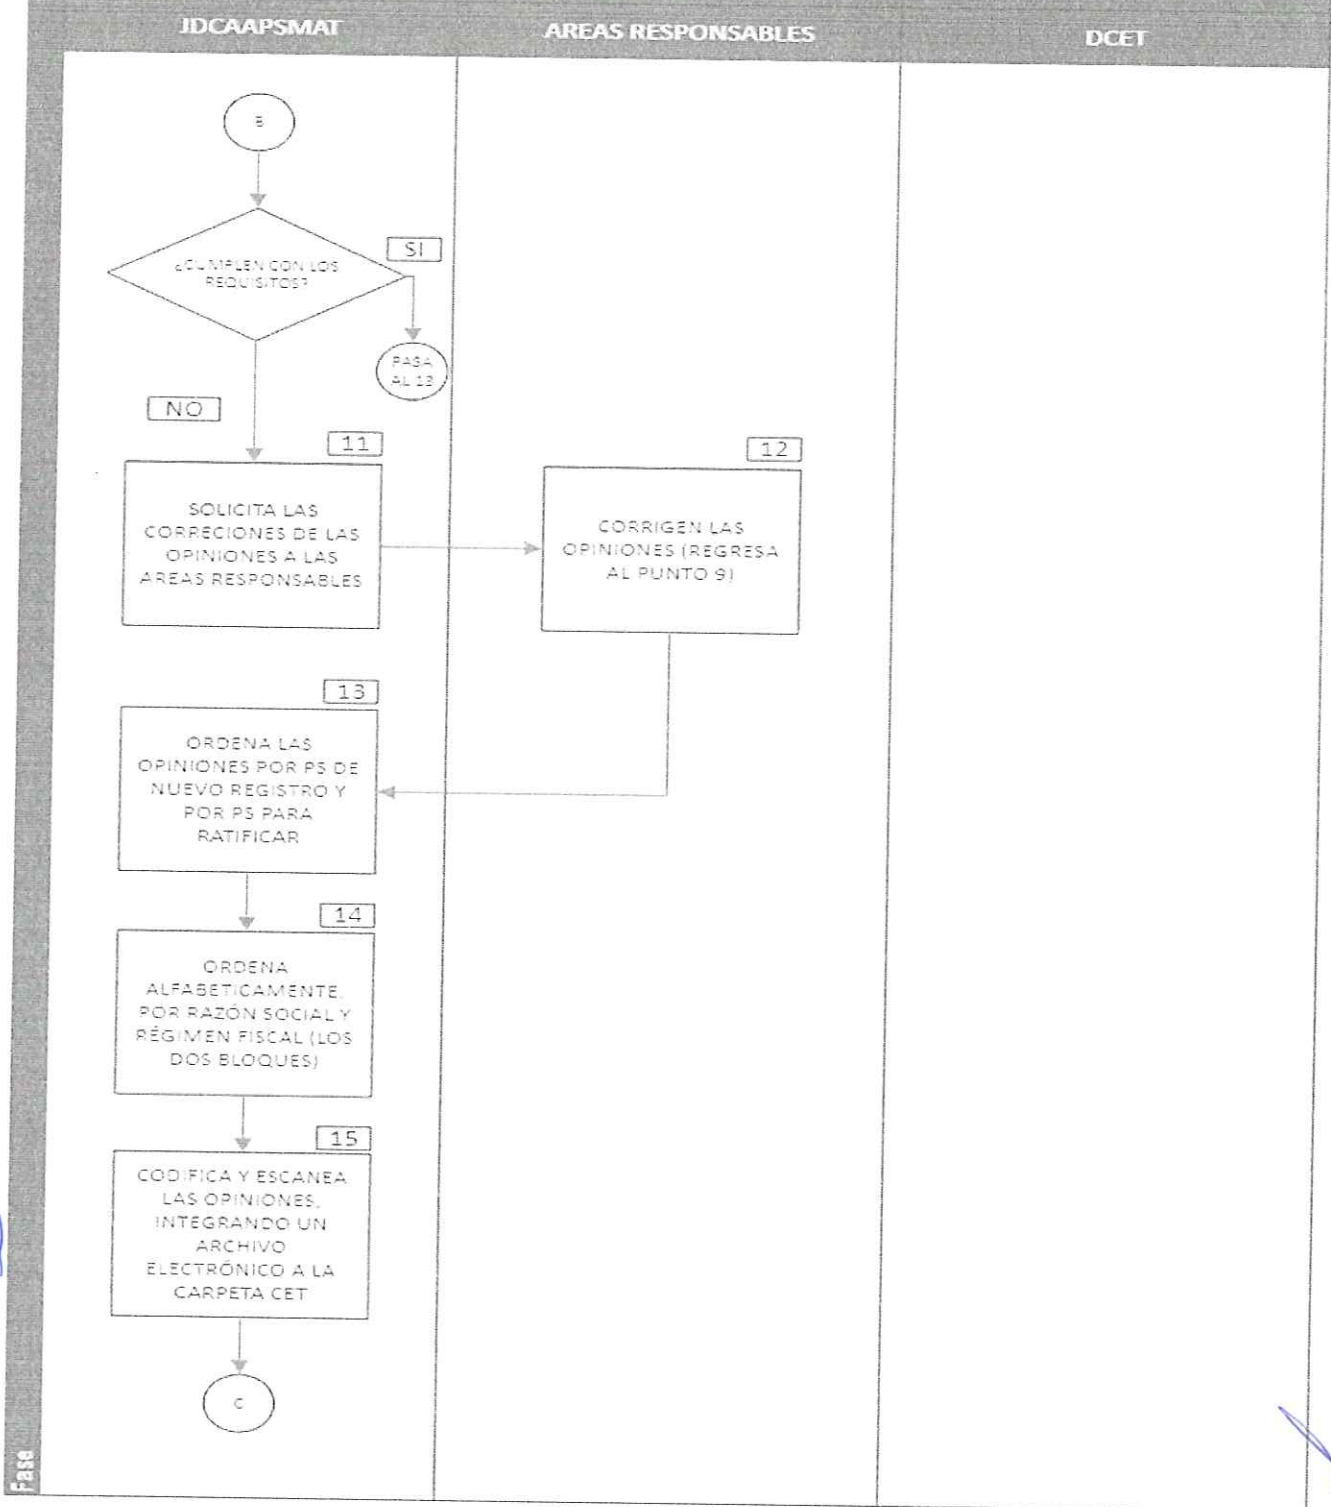 JDCAAPSMAT
AREAS RESPONSABLES
DCET
B
¿CUMPLEN CON LOS
REQUISITOS?
SI
PASA
AL 13
NO
11
SOLICITA LAS
CORRECIONES DE LAS
OPINIONES A LAS
AREAS RESPONSABLES
12
CORRIGEN LAS
OPINIONES (REGRESA
AL PUNTO 9)
13
ORDENA LAS
OPINIONES POR PS DE
NUEVO REGISTRO Y
POR PS PARA
RATIFICAR
14
ORDENA
ALFABETICAMENTE,
POR RAZÓN SOCIAL Y
RÉGIMEN FISCAL (LOS
DOS BLOQUES)
15
CODIFICA Y ESCANEA
LAS OPINIONES,
INTEGRANDO UN
ARCHIVO
ELECTRÓNICO A LA
CARPETA CET
C
Fase